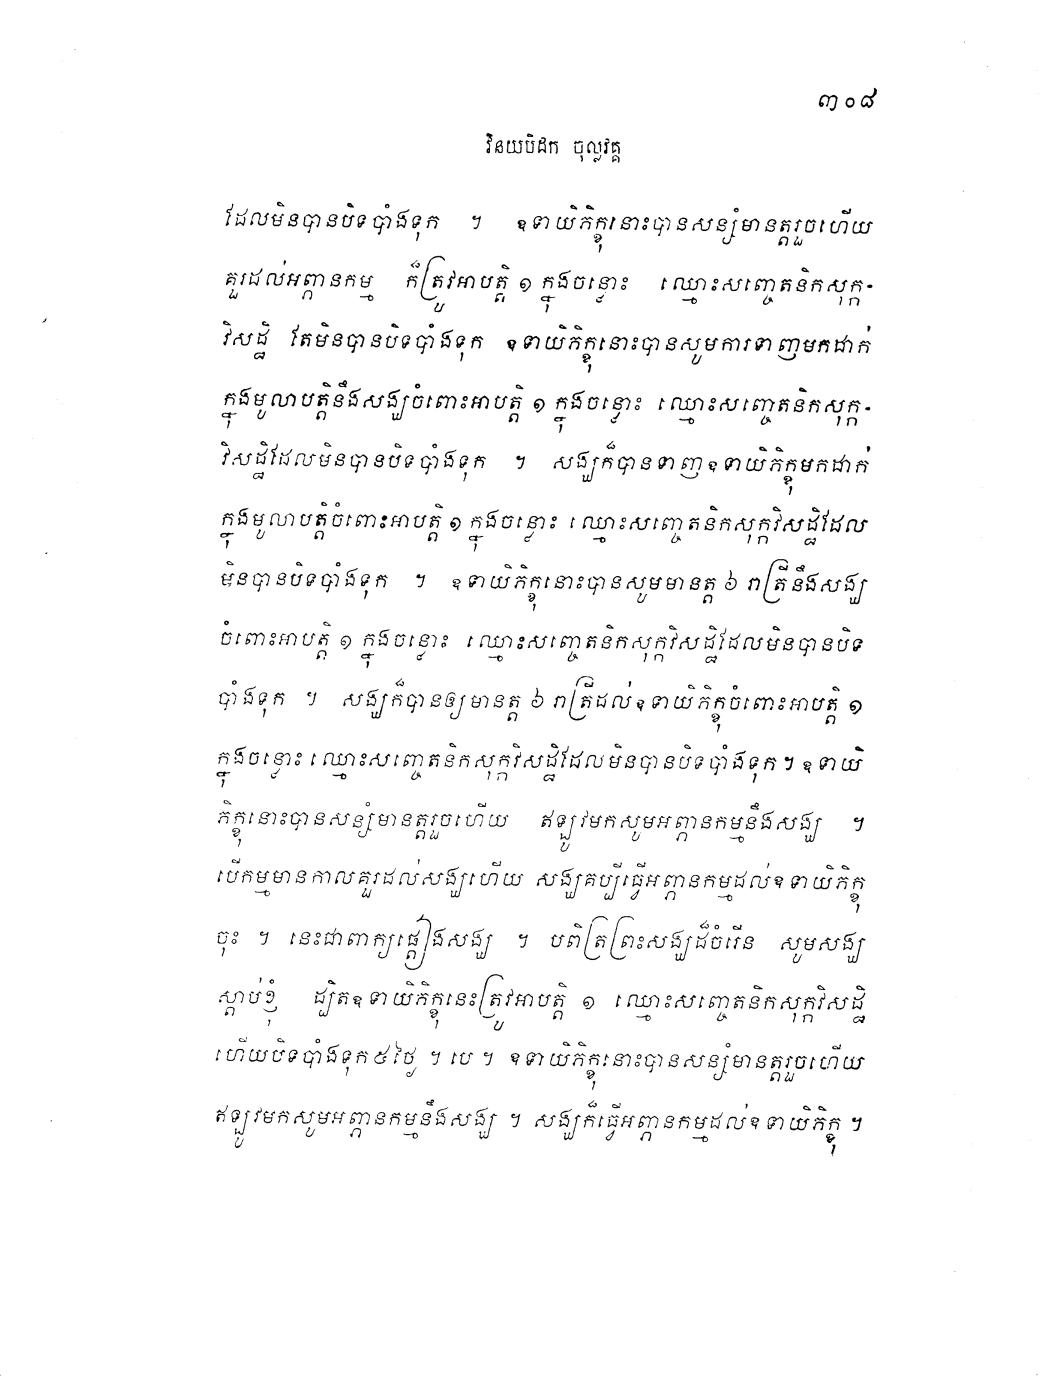 ៣០៨
វិនយបិដក ចុល្លវគ្គ
ដែលមិនបានបិទបាំងទុក ។ ឧទាយិភិក្ខុនោះបានសន្សំមានត្តរួចហើយ
គួរដល់អព្ភានកម្ម ក៏ត្រូវអាបត្តិ ១ ក្នុងចន្លោះ ឈ្មោះសញ្ចេតនិកសុក្ក-
វិសដ្ឋិ តែមិនបានបិទបាំងទុក ឧទាយិភិក្ខុនោះបានសូមការទាញមកដាក់
ក្នុងមូលាបត្តិនឹងសង្ឃចំពោះអាបត្តិ ១ ក្នុងចន្លោះ ឈ្មោះសញ្ចេតនិកសុក្ក-
វិសដ្ឋិដែលមិនបានបិទបាំងទុក ។ សង្ឃក៏បានទាញឧទាយិភិក្ខុមកដាក់
ក្នុងមូលាបត្តិចំពោះអាបត្តិ ១ ក្នុងចន្លោះ ឈ្មោះសញ្ចេតនិកសុក្កវិសដ្ឋិដែល
មិនបានបិទបាំងទុក ។ ឧទាយិភិក្ខុនោះបានសូមមានត្ត ៦ រាត្រីនឹងសង្ឃ
ចំពោះអាបត្តិ ១ ក្នុងចន្លោះ ឈ្មោះសញ្ចេតនិកសុក្កវិសដ្ឋិដែលមិនបានបិទ
បាំងទុក ។ សង្ឃក៏បានឲ្យមានត្ត ៦ រាត្រីដល់ឧទាយិភិក្ខុចំពោះអាបត្តិ ១
ក្នុងចន្លោះ ឈ្មោះសញ្ចេតនិកសុក្កវិសដ្ឋិដែលមិនបានបិទបាំងទុក ។ ឧទាយិ
ភិក្ខុនោះបានសន្សំមានត្តរួចហើយ ឥឡូវមកសូមអព្ភានកម្មនឹងសង្ឃ ។
បើកម្មមានកាលគួរដល់សង្ឃហើយ សង្ឃគប្បីធ្វើអព្ភានកម្មដល់ឧទាយិភិក្ខុ
ចុះ ។ នេះជាពាក្យផ្តៀងសង្ឃ ។ បពិត្រព្រះសង្ឃដ៏ចំរើន សូមសង្ឃ
ស្តាប់ខ្ញុំ ដ្បិតឧទាយិភិក្ខុនេះត្រូវអាបត្តិ ១ ឈ្មោះសញ្ចេតនិកសុក្កវិសដ្ឋិ
ហើយបិទបាំងទុក៥ថ្ងៃ ។ បេ ។ ឧទាយិភិក្ខុនោះបានសន្សំមានត្តរួចហើយ
ឥឡូវមកសូមអព្ភានកម្មនឹងសង្ឃ ។ សង្ឃក៏ធ្វើអព្ភានកម្មដល់ឧទាយិភិក្ខុ ។